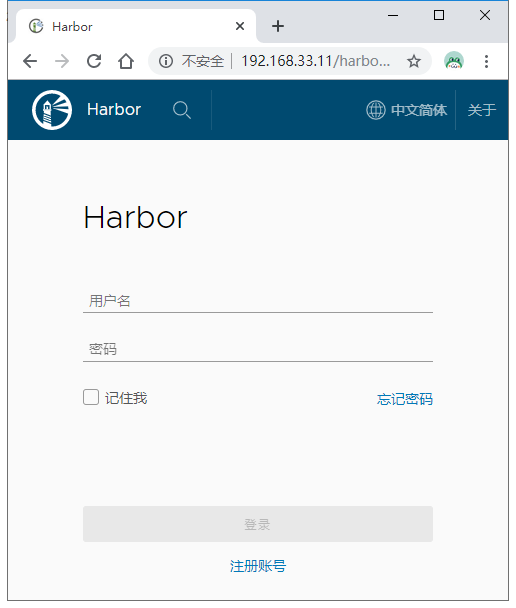 Harbor
不安全 192.168.33.11/harbo...
Harbor 中文简体 关于
Harbor
用户名
密码
记住我 忘记密码
登录
注册账号